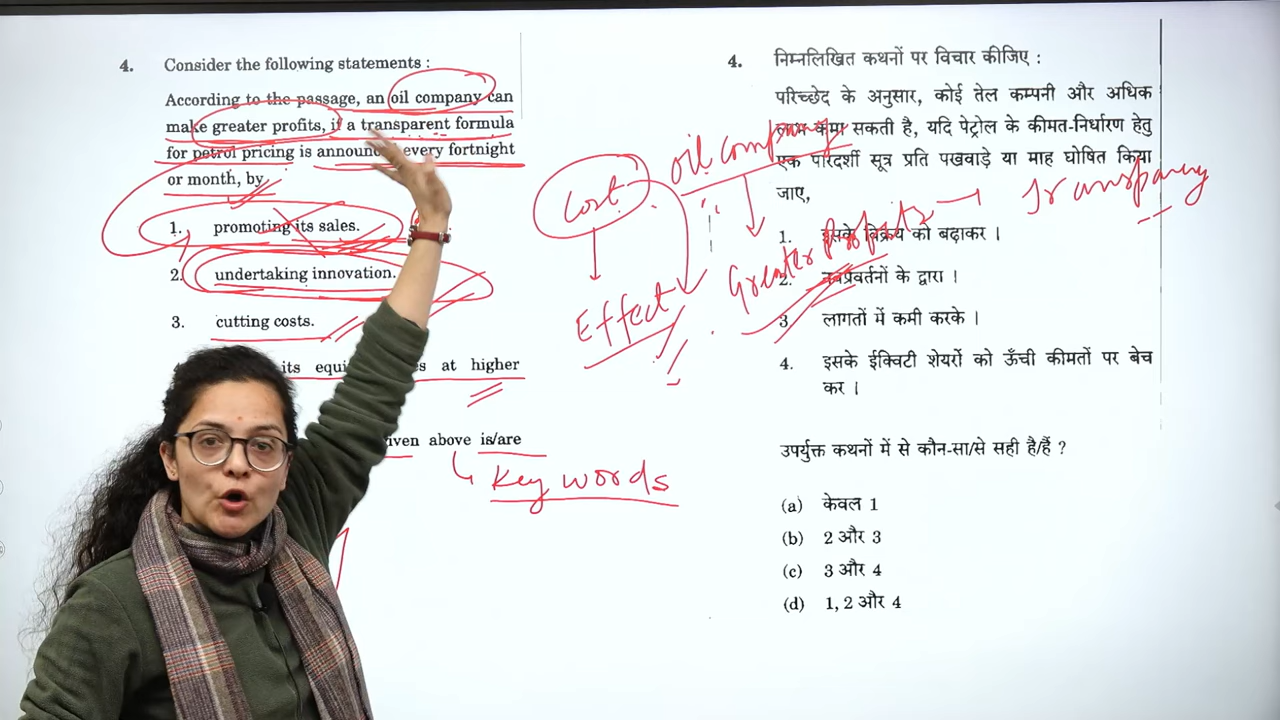 4. Consider the following statements :
According to the passage, an oil company can
make greater profits, if a transparent formula
for petrol pricing is announ every fortnight
or month, by
1. promoting its sales.
2. undertaking innovation.
3. cutting costs.
its equi s at higher
iven above is/are
Key words
Cost
Effect
oil company
Greater Profits
Transparency
4. निम्नलिखित कथनों पर विचार कीजिए :
परिच्छेद के अनुसार, कोई तेल कम्पनी और अधिक
लाभ कमा सकती है, यदि पेट्रोल के कीमत-निर्धारण हेतु
एक पारदर्शी सूत्र प्रति पखवाड़े या माह घोषित किया
जाए,
1. इसके विक्रय को बढ़ाकर ।
2. नवप्रवर्तनों के द्वारा ।
3 लागतों में कमी करके ।
4. इसके ईक्विटी शेयरों को ऊँची कीमतों पर बेच
कर ।
उपर्युक्त कथनों में से कौन-सा/से सही है/हैं ?
(a) केवल 1
(b) 2 और 3
(c) 3 और 4
(d) 1, 2 और 4